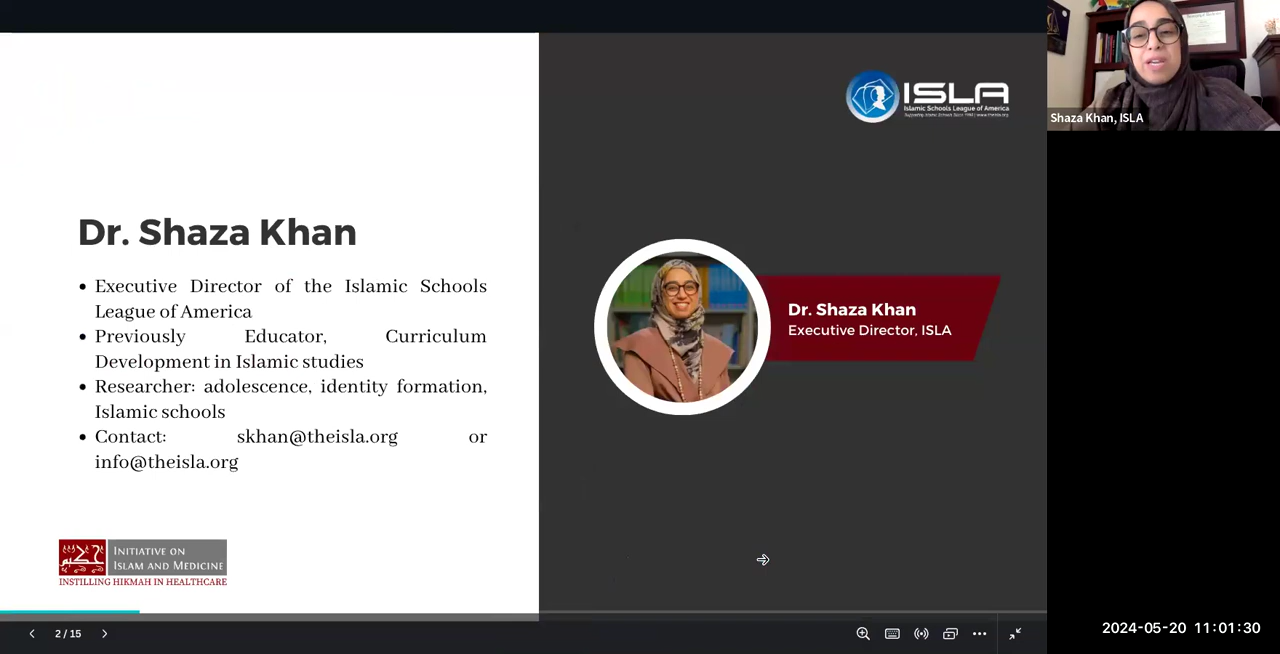 Dr. Shaza Khan
• Executive Director of the Islamic Schools
League of America
• Previously Educator, Curriculum
Development in Islamic studies
• Researcher: adolescence, identity formation,
Islamic schools
• Contact: skhan@theisla.org or
info@theisla.org
INITIATIVE ON
ISLAM AND MEDICINE
INSTILLING HIKMAH IN HEALTHCARE
ISLA
Islamic Schools League of America
Dr. Shaza Khan
Executive Director, ISLA
Shaza Khan, ISLA
2 / 15
2024-05-20 11:01:30